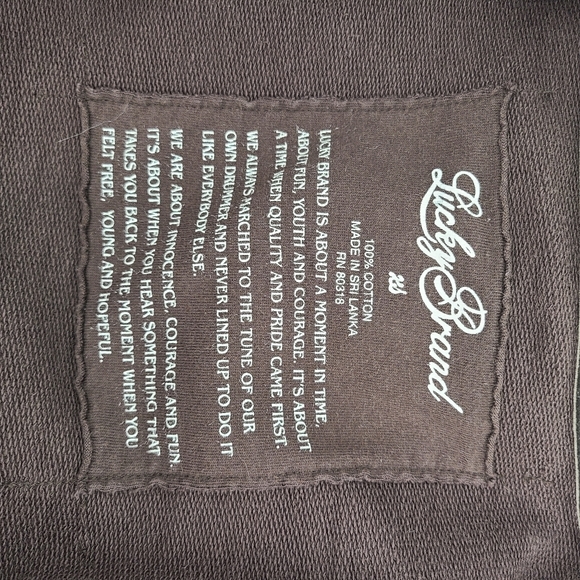 Lucky Brand
100% COTTON
MADE IN SRI LANKA
RN 80318
LUCKY BRAND IS ABOUT A MOMENT IN TIME,
ABOUT FUN, YOUTH AND COURAGE. IT'S ABOUT
A TIME WHEN QUALITY AND PRIDE CAME FIRST.
WE ALWAYS MARCHED TO THE TUNE OF OUR
OWN DRUMMER AND NEVER LINED UP TO DO IT
LIKE EVERYBODY ELSE.
WE ARE ABOUT INNOCENCE, COURAGE AND FUN.
IT'S ABOUT WHEN YOU HEAR SOMETHING THAT
TAKES YOU BACK TO THE MOMENT WHEN YOU
FELT FREE, YOUNG AND HOPEFUL.